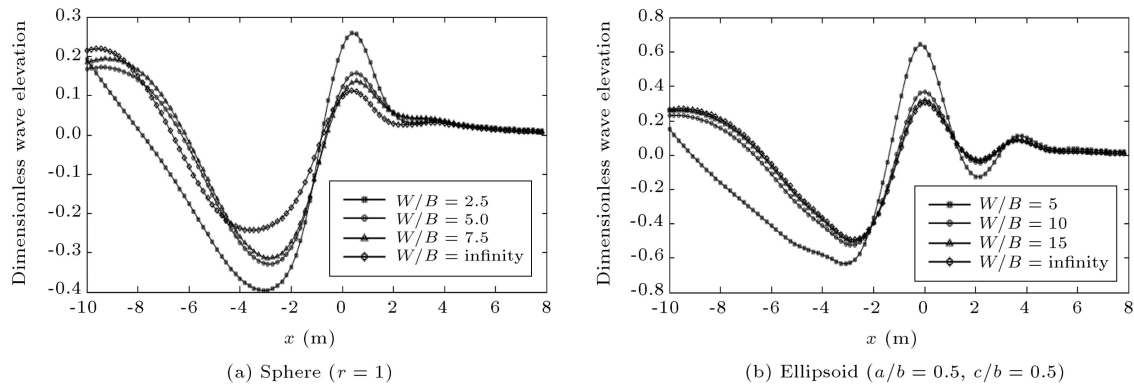 Dimensionless wave elevation
0.3
0.2
0.1
0.0
-0.1
-0.2
-0.3
-0.4
-10 -8 -6 -4 -2 0 2 4 6 8
x (m)
W/B = 2.5
W/B = 5.0
W/B = 7.5
W/B = infinity
(a) Sphere (r = 1)
Dimensionless wave elevation
0.8
0.6
0.4
0.2
0.0
-0.2
-0.4
-0.6
-0.8
-10 -8 -6 -4 -2 0 2 4 6 8
x (m)
W/B = 5
W/B = 10
W/B = 15
W/B = infinity
(b) Ellipsoid (a/b = 0.5, c/b = 0.5)